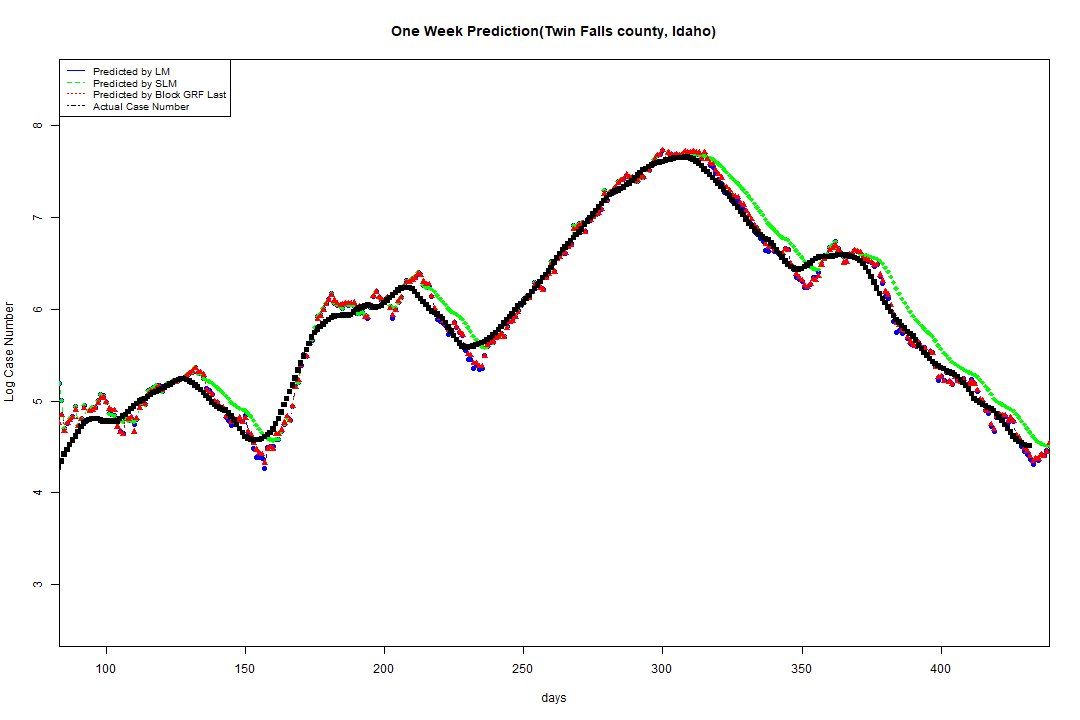 One Week Prediction(Twin Falls county, Idaho)
Predicted by LM
Predicted by SLM
Predicted by Block GRF Last
Actual Case Number
Log Case Number
8
7
6
5
4
3
100 150 200 250 300 350 400
days